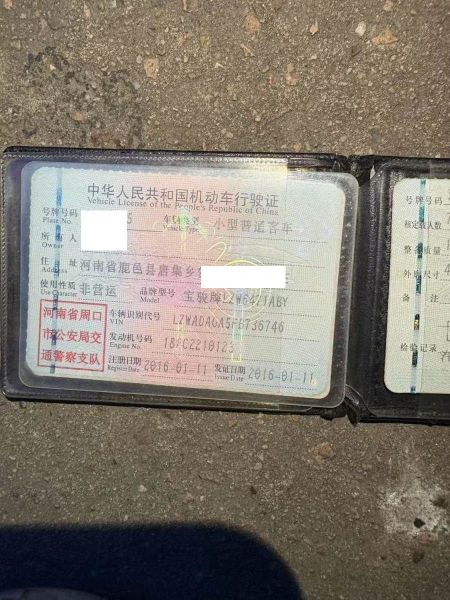 中华人民共和国机动车行驶证
Vehicle License of the People's Republic of China
号牌号码
Plate No.
5
车辆类型 小型普通客车
Vehicle Type
所有人
Owner
住址 河南省鹿邑县唐集乡
Address
使用性质 非营运
Use Character
品牌型号 宝骏牌LZW6421ABY
Model
河南省周口
市公安局交
通警察支队
车辆识别代号
VIN
LZWADAGA5FB736746
发动机号码
Engine No.
18FC2210123
注册日期 2016-01-11
Register Date
发证日期 2016-01-11
Issue Date
号牌号码
核定载人数
整备质量
外廓尺寸
备注
检验记录